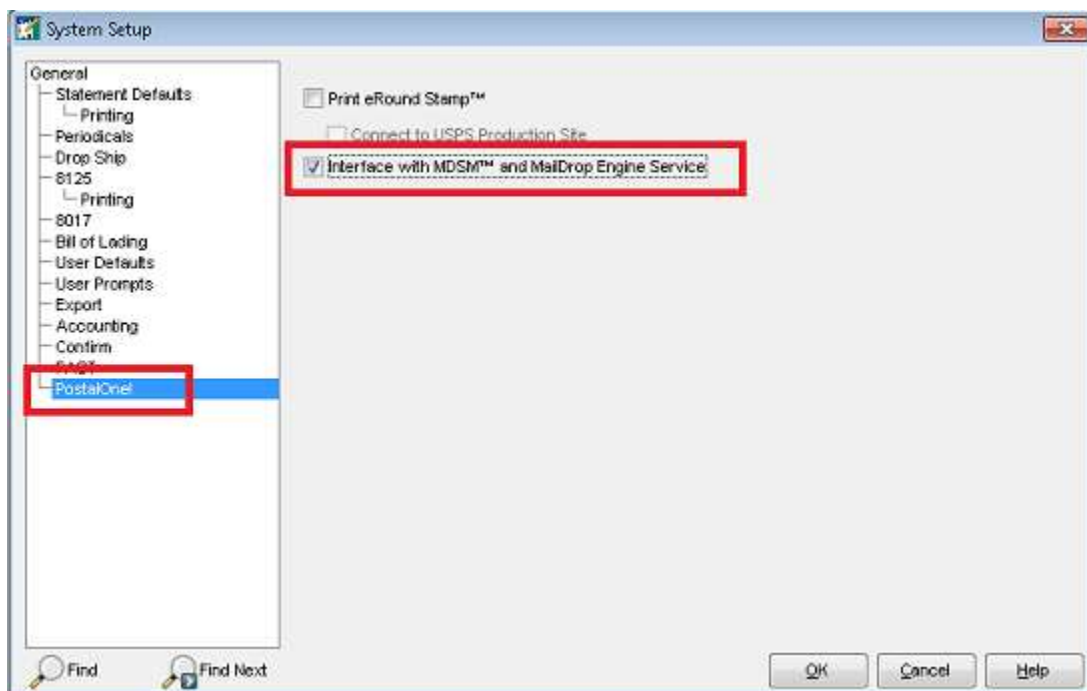 System Setup
General
Statement Defaults
Printing
Periodicals
Drop Ship
8125
Printing
8017
Bill of Lading
User Defaults
User Prompts
Export
Accounting
Confirm
PostalOne!
Print eRound Stamp™
Connect to USPS Production Site
Interface with MDSM™ and MailDrop Engine Service
Find
Find Next
OK
Cancel
Help